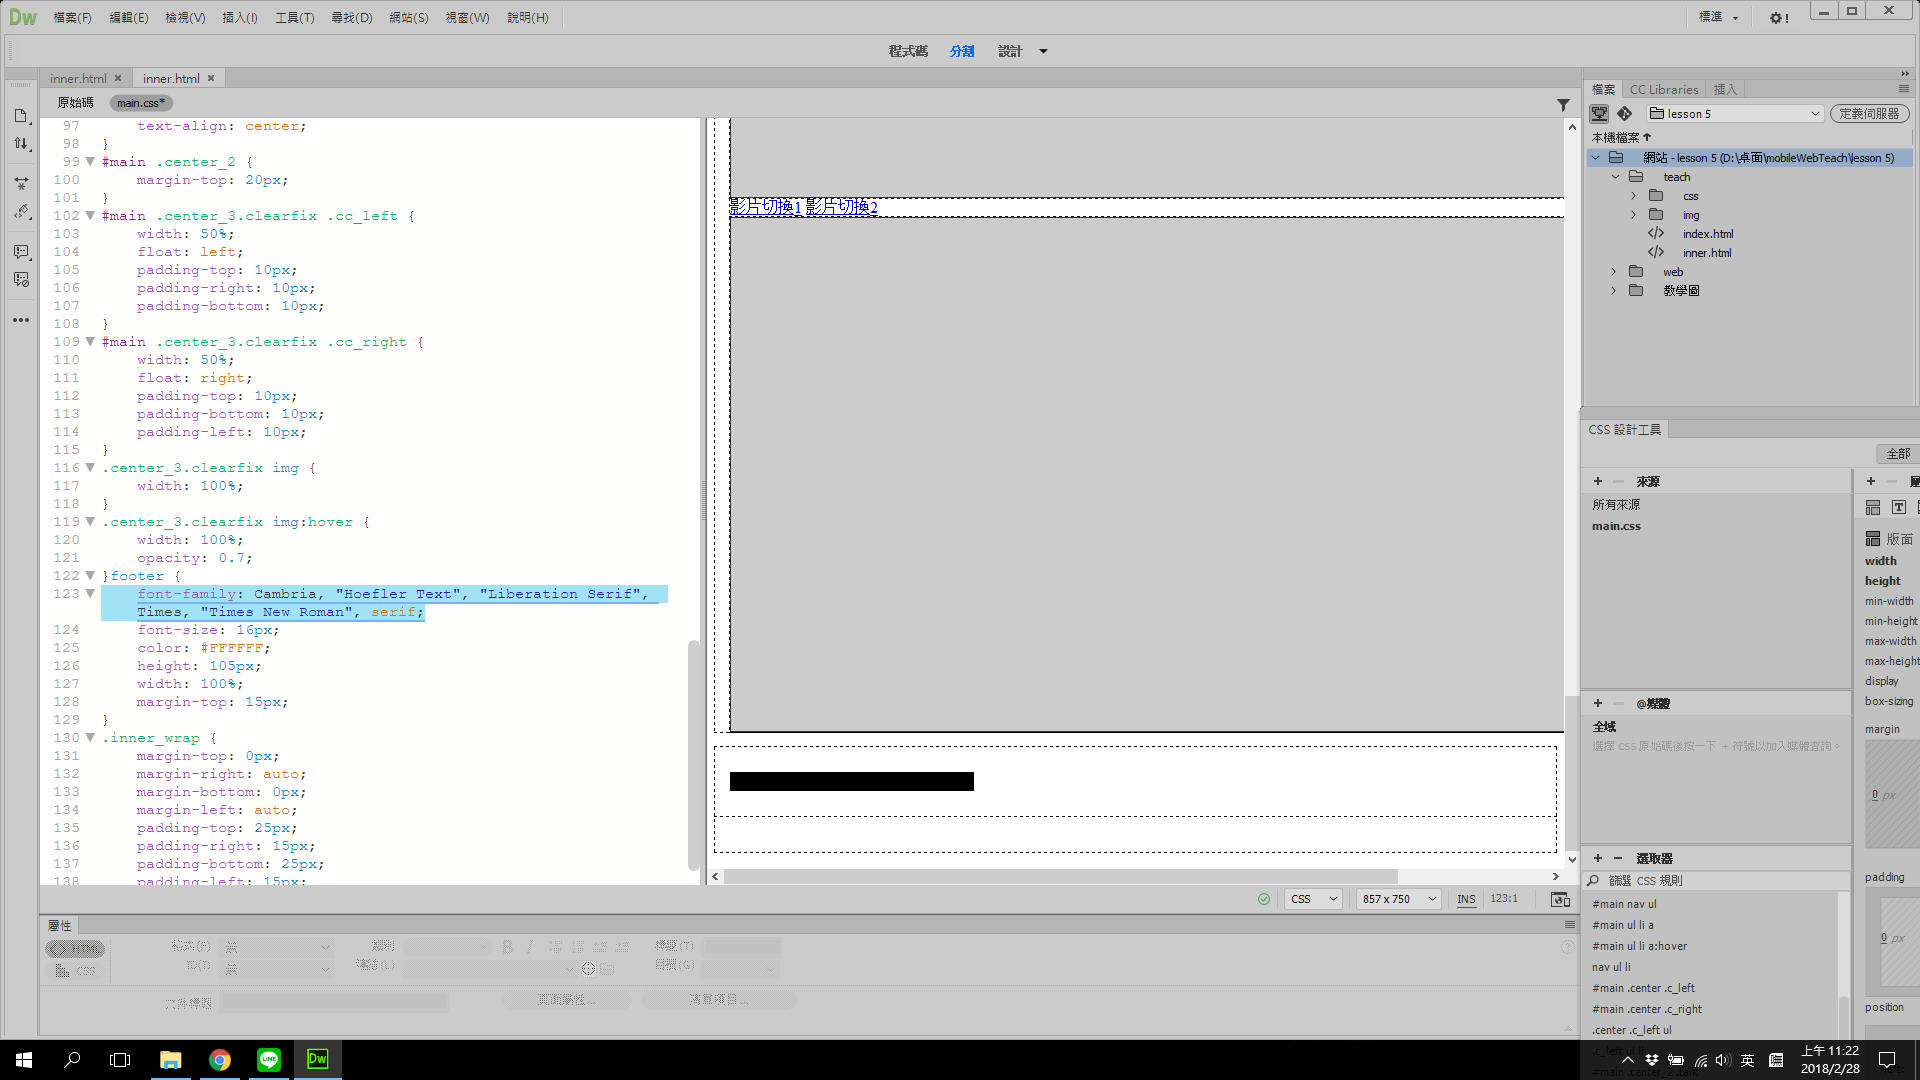 Dw 檔案(F) 編輯(E) 檢視(V) 插入(I) 工具(T) 尋找(D) 網站(S) 視窗(W) 說明(H) 標準
程式碼 分割 設計
inner.html × inner.html ×
原始碼 main.css*
97 text-align: center;
98 }
99 #main .center_2 {
100 margin-top: 20px;
101 }
102 #main .center_3.clearfix .cc_left {
103 width: 50%;
104 float: left;
105 padding-top: 10px;
106 padding-right: 10px;
107 padding-bottom: 10px;
108 }
109 #main .center_3.clearfix .cc_right {
110 width: 50%;
111 float: right;
112 padding-top: 10px;
113 padding-bottom: 10px;
114 padding-left: 10px;
115 }
116 .center_3.clearfix img {
117 width: 100%;
118 }
119 .center_3.clearfix img:hover {
120 width: 100%;
121 opacity: 0.7;
122 }footer {
123 font-family: Cambria, "Hoefler Text", "Liberation Serif",
Times, "Times New Roman", serif;
124 font-size: 16px;
125 color: #FFFFFF;
126 height: 105px;
127 width: 100%;
128 margin-top: 15px;
129 }
130 .inner_wrap {
131 margin-top: 0px;
132 margin-right: auto;
133 margin-bottom: 0px;
134 margin-left: auto;
135 padding-top: 25px;
136 padding-right: 15px;
137 padding-bottom: 25px;
138 padding-left: 15px;
影片切換1 影片切換2
CSS 857 x 750 INS 123:1
屬性
HTML 格式(F) 無 類別 B I 標題(T)
CSS ID(I) 無 連結(L) 目標(G)
文件標題 頁面屬性... 清單項目...
檔案 CC Libraries 插入
lesson 5 定義伺服器
本機檔案
網站 - lesson 5 (D:\桌面\mobileWebTeach\lesson 5)
teach
css
img
index.html
inner.html
web
教學圖
CSS 設計工具
全部
+ − 來源
所有來源
main.css
+ − @媒體
全域
選擇 CSS 原始碼後按一下 + 符號以加入媒體查詢。
+ − 選取器
篩選 CSS 規則
#main nav ul
#main ul li a
#main ul li a:hover
nav ul li
#main .center .c_left
#main .center .c_right
.center .c_left ul
版面
width
height
min-width
min-height
max-width
max-height
display
box-sizing
margin
0 px
padding
0 px
position
Dw 英 上午 11:22
2018/2/28